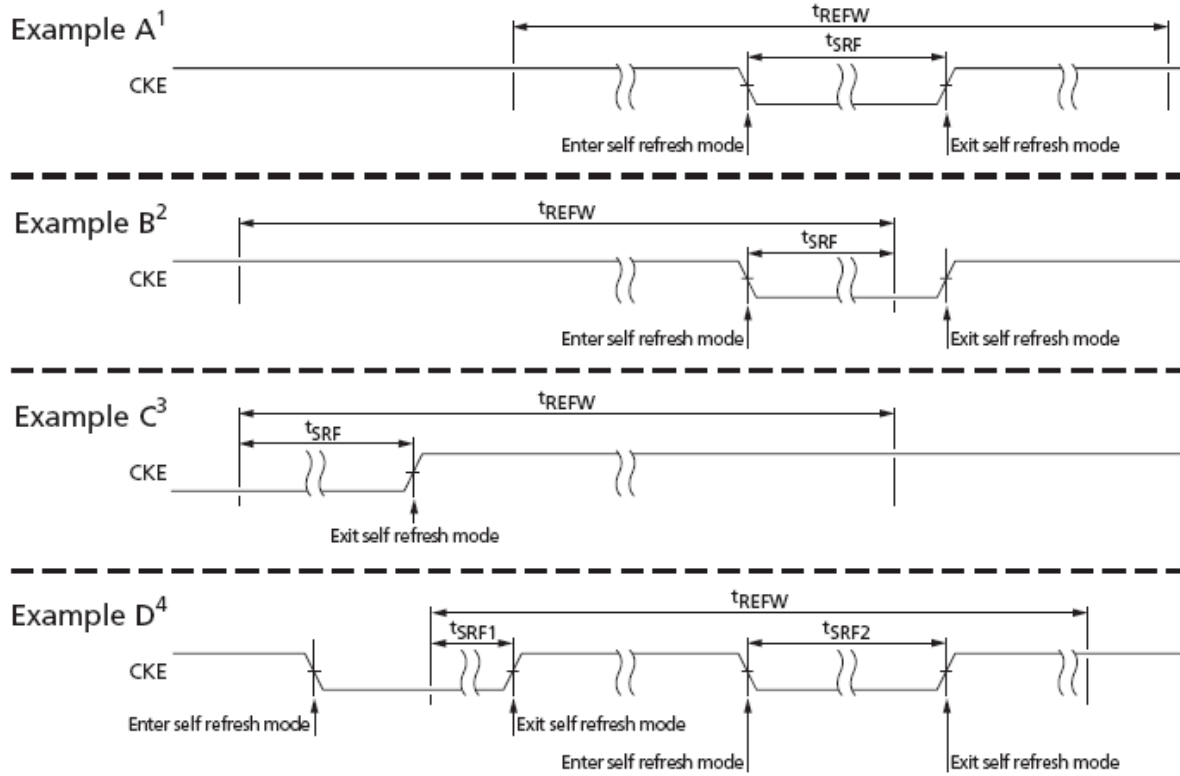 Example A¹
tREFW
tSRF
CKE
Enter self refresh mode
Exit self refresh mode
Example B²
tREFW
tSRF
CKE
Enter self refresh mode
Exit self refresh mode
Example C³
tREFW
tSRF
CKE
Exit self refresh mode
Example D⁴
tREFW
tSRF1
tSRF2
CKE
Enter self refresh mode
Exit self refresh mode
Enter self refresh mode
Exit self refresh mode